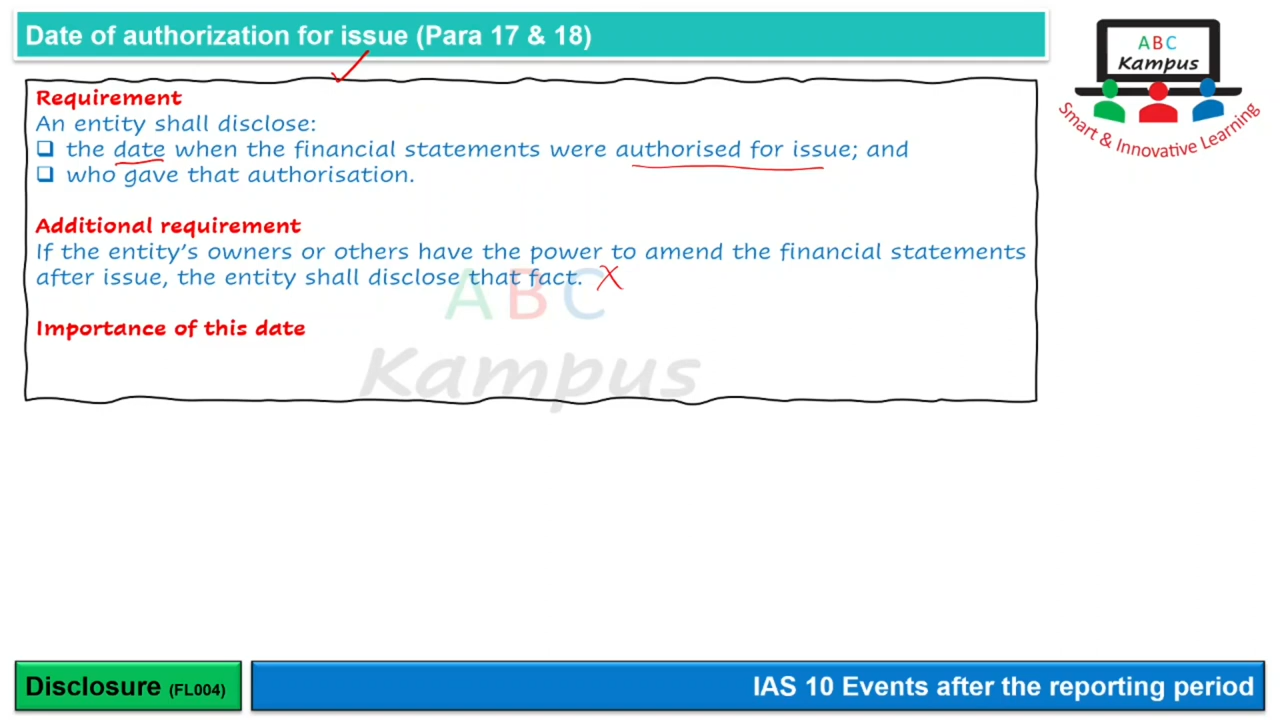 Date of authorization for issue (Para 17 & 18)
ABC
Kampus
Smart & Innovative Learning
Requirement
An entity shall disclose:
❑ the date when the financial statements were authorised for issue; and
❑ who gave that authorisation.
Additional requirement
If the entity's owners or others have the power to amend the financial statements
after issue, the entity shall disclose that fact. X
Importance of this date
ABC
Kampus
Disclosure (FL004)
IAS 10 Events after the reporting period